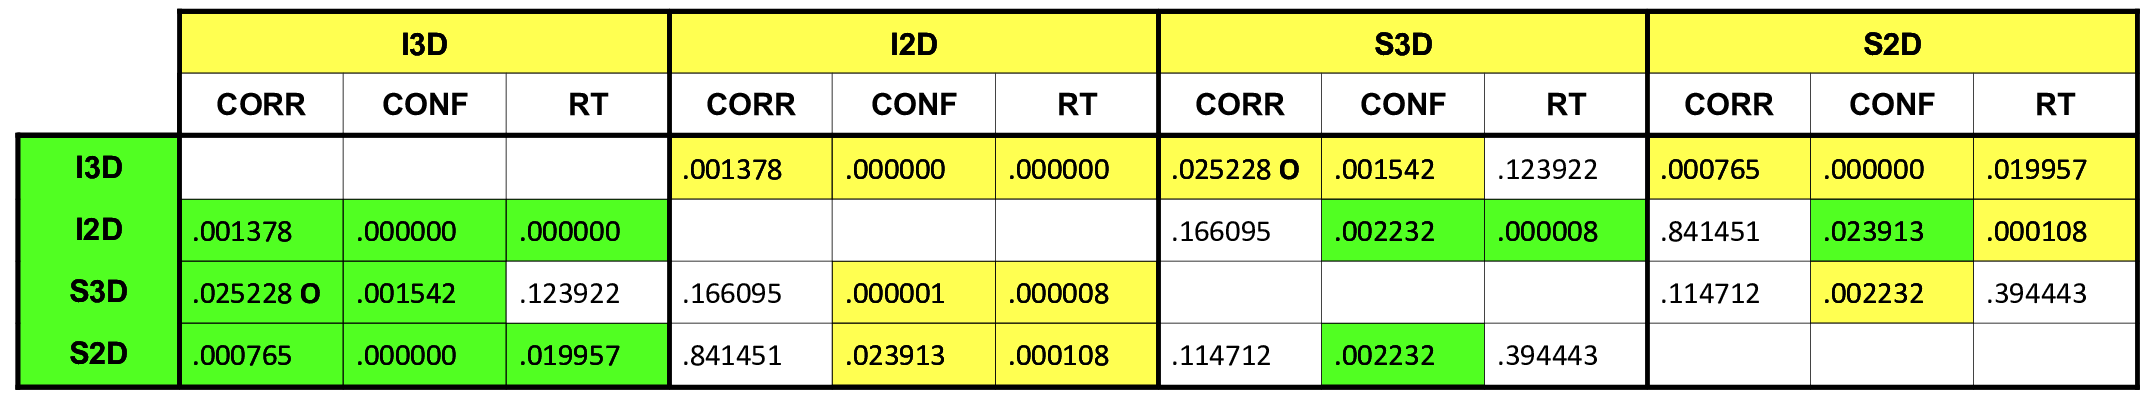 I3D I2D S3D S2D
CORR CONF RT CORR CONF RT CORR CONF RT CORR CONF RT
I3D .001378 .000000 .000000 .025228 O .001542 .123922 .000765 .000000 .019957
I2D .001378 .000000 .000000 .166095 .002232 .000008 .841451 .023913 .000108
S3D .025228 O .001542 .123922 .166095 .000001 .000008 .114712 .002232 .394443
S2D .000765 .000000 .019957 .841451 .023913 .000108 .114712 .002232 .394443